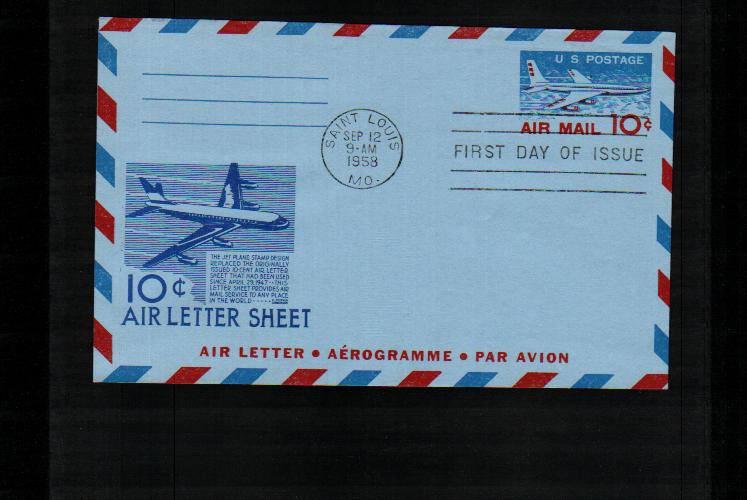 U S POSTAGE
AIR MAIL 10¢
SAINT LOUIS
SEP 12
9-AM
1958
MO.
FIRST DAY OF ISSUE
THE JET PLANE STAMP DESIGN
REPLACED THE ORIGINALLY
ISSUED 10-CENT AIR LETTER
SHEET THAT HAD BEEN USED
SINCE APRIL 29, 1947 -- THIS
LETTER SHEET PROVIDES AIR
MAIL SERVICE TO ANY PLACE
IN THE WORLD
10¢
AIR LETTER SHEET
AIR LETTER • AÉROGRAMME • PAR AVION